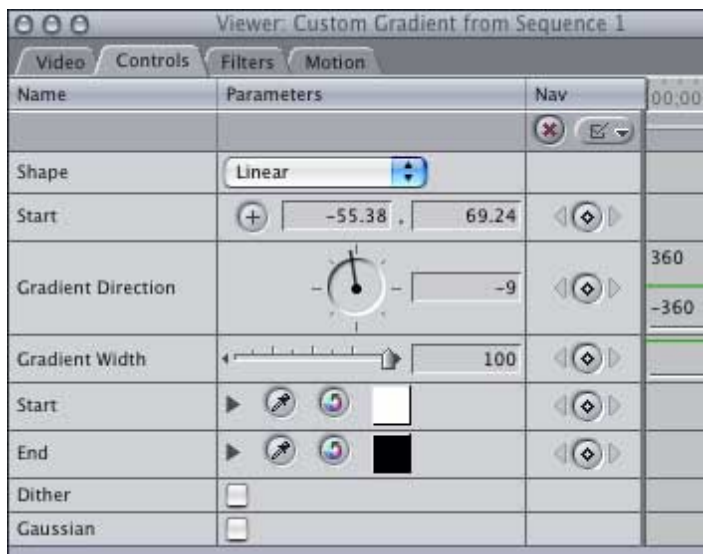 Viewer: Custom Gradient from Sequence 1
Video Controls Filters Motion
Name Parameters Nav 00;00
Shape Linear
Start -55.38 , 69.24
Gradient Direction -9 360
-360
Gradient Width 100
Start
End
Dither
Gaussian